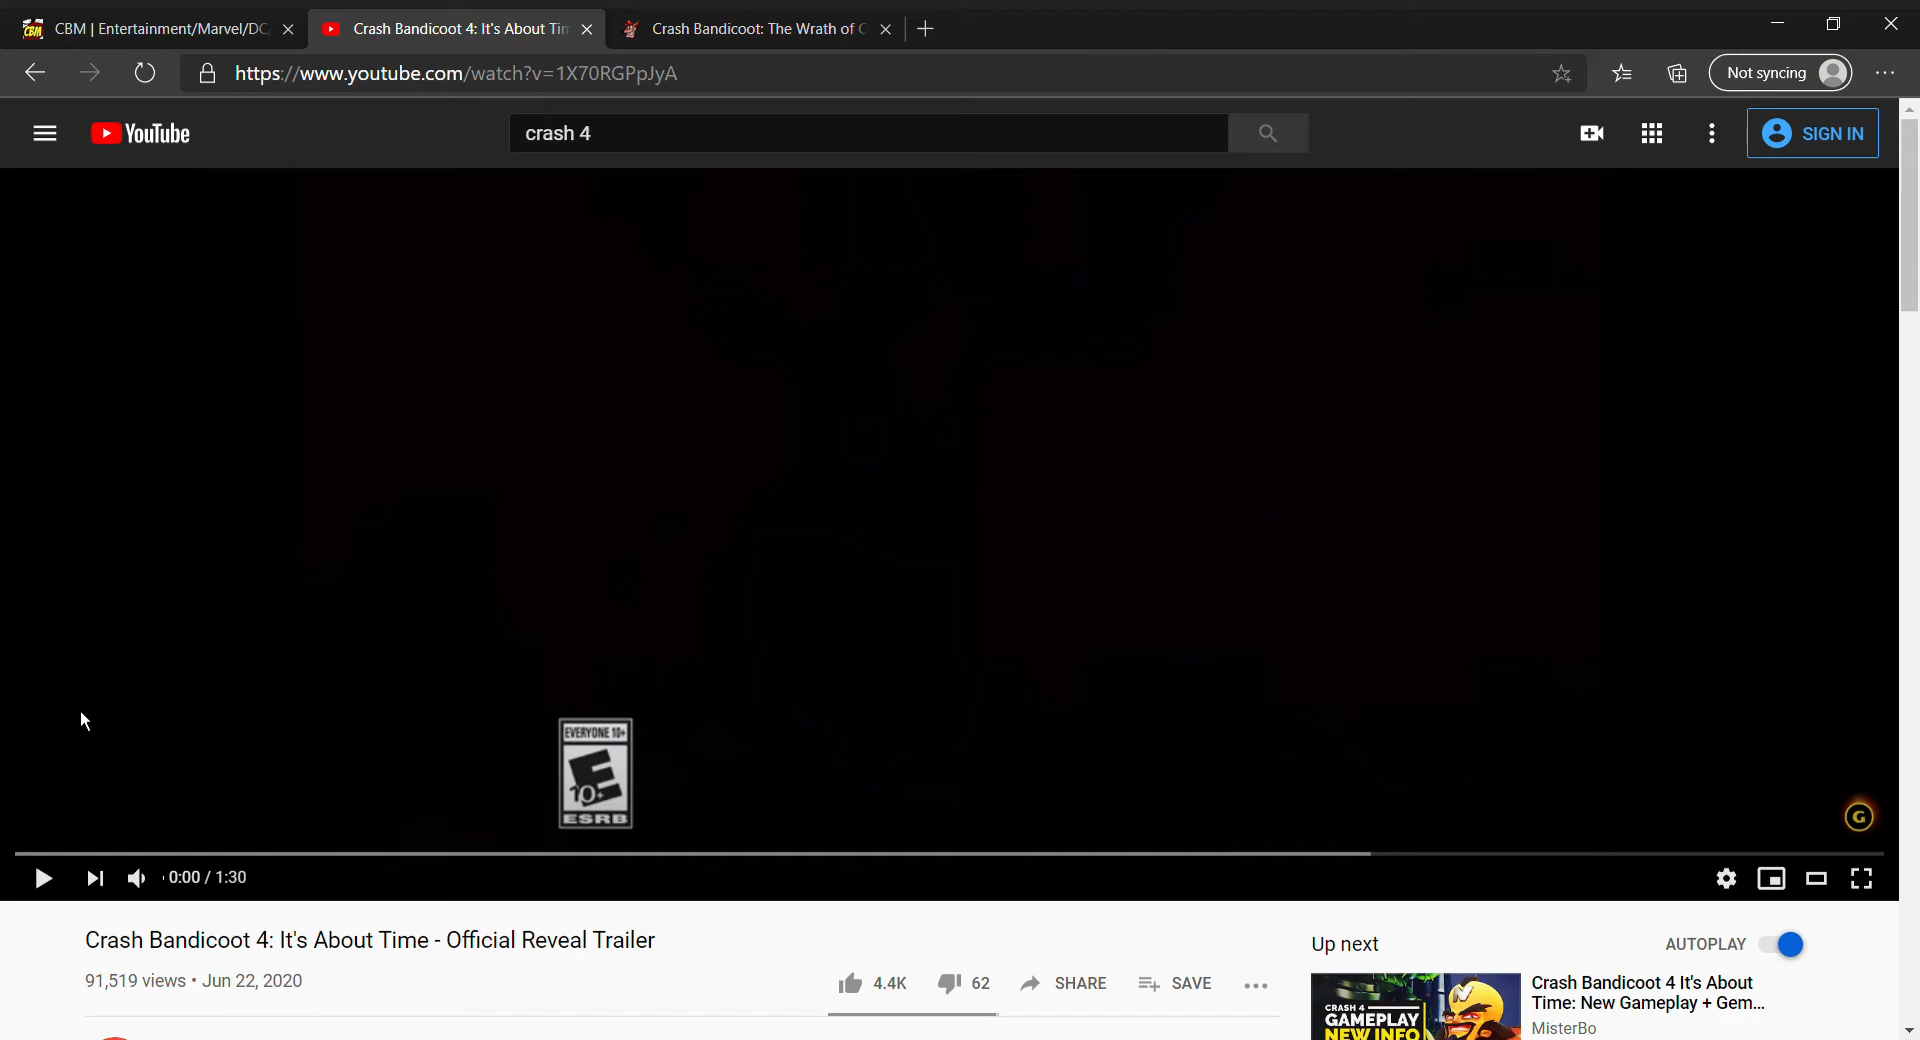 CBM | Entertainment/Marvel/DC
Crash Bandicoot 4: It's About Tim
Crash Bandicoot: The Wrath of C
https://www.youtube.com/watch?v=1X70RGPpJyA
Not syncing
YouTube
crash 4
SIGN IN
EVERYONE 10+
E
10+
ESRB
G
0:00 / 1:30
Crash Bandicoot 4: It's About Time - Official Reveal Trailer
91,519 views • Jun 22, 2020
4.4K
62
SHARE
SAVE
Up next
AUTOPLAY
CRASH 4
GAMEPLAY
NEW INFO
Crash Bandicoot 4 It's About
Time: New Gameplay + Gem...
MisterBo